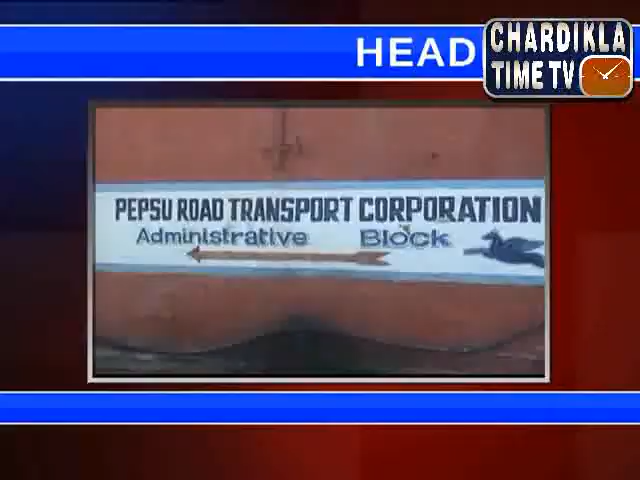 HEAD
CHARDIKLA
TIME TV
PEPSU ROAD TRANSPORT CORPORATION
Administrative Block